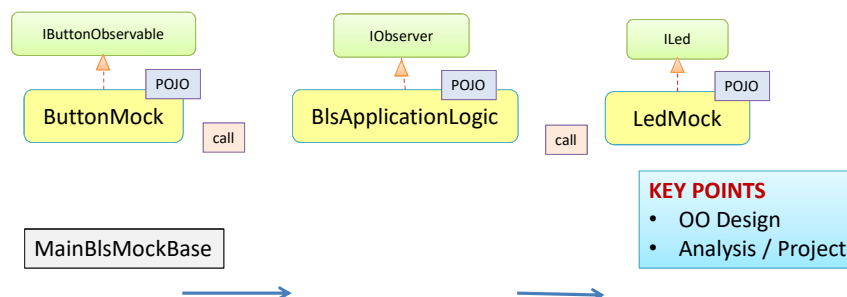 IButtonObservable
IObserver
ILed
POJO
POJO
POJO
ButtonMock
BlsApplicationLogic
LedMock
call
call
KEY POINTS
• OO Design
• Analysis / Project
MainBlsMockBase